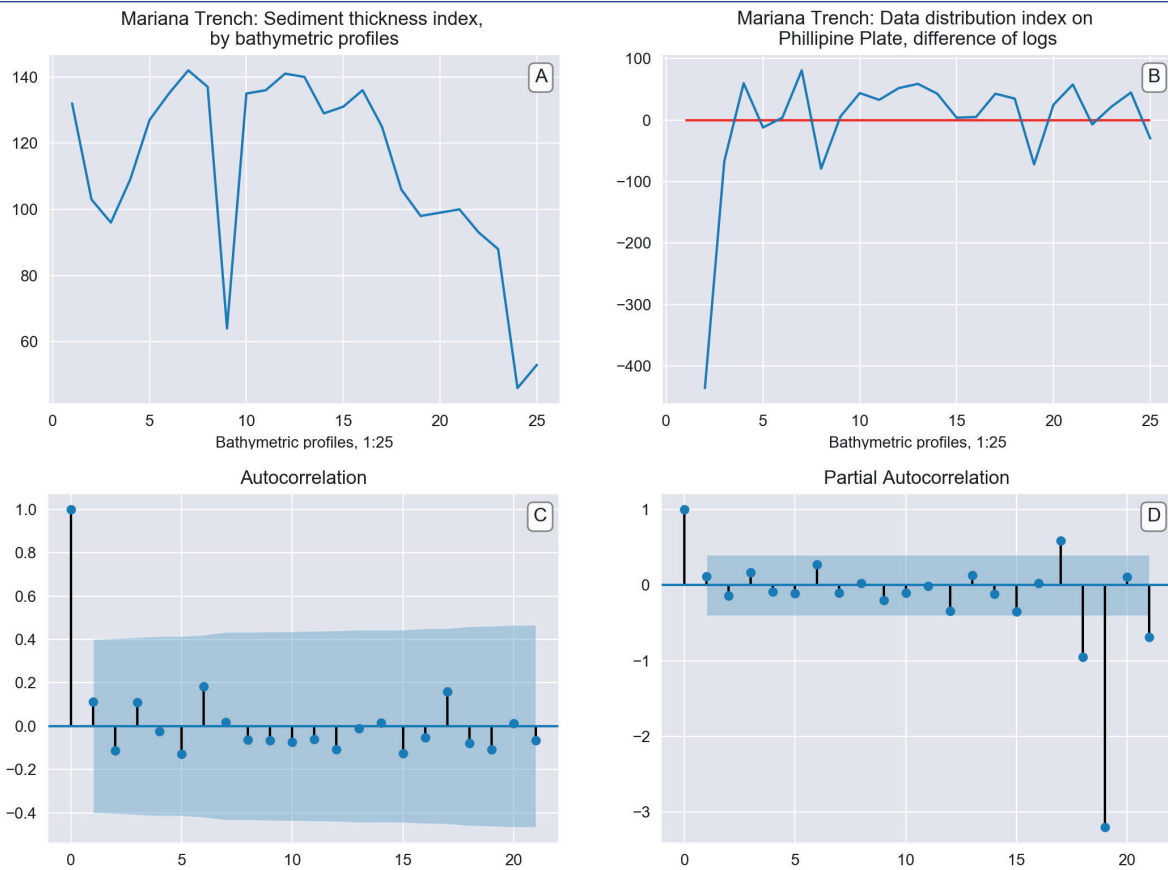 Mariana Trench: Sediment thickness index,
by bathymetric profiles
A
140
120
100
80
60
0 5 10 15 20 25
Bathymetric profiles, 1:25
Mariana Trench: Data distribution index on
Phillipine Plate, difference of logs
B
100
0
−100
−200
−300
−400
0 5 10 15 20 25
Bathymetric profiles, 1:25
Autocorrelation
C
1.0
0.8
0.6
0.4
0.2
0.0
−0.2
−0.4
0 5 10 15 20
Partial Autocorrelation
D
1
0
−1
−2
−3
0 5 10 15 20